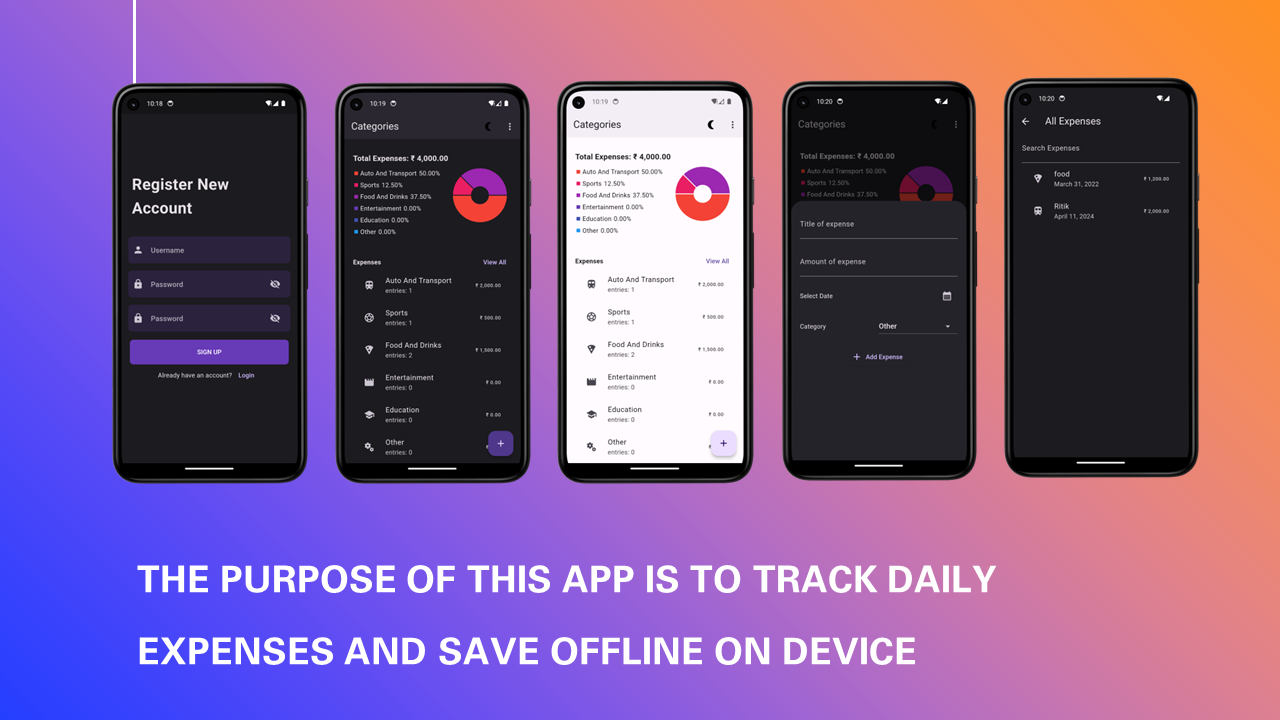 10:18
Register New
Account
Username
Password
Password
SIGN UP
Already have an account? Login
10:19
Categories
Total Expenses: ₹ 4,000.00
Auto And Transport 50.00%
Sports 12.50%
Food And Drinks 37.50%
Entertainment 0.00%
Education 0.00%
Other 0.00%
Expenses View All
Auto And Transport
entries: 1
₹ 2,000.00
Sports
entries: 1
₹ 500.00
Food And Drinks
entries: 2
₹ 1,500.00
Entertainment
entries: 0
₹ 0.00
Education
entries: 0
₹ 0.00
Other
entries: 0
₹
+
10:19
Categories
Total Expenses: ₹ 4,000.00
Auto And Transport 50.00%
Sports 12.50%
Food And Drinks 37.50%
Entertainment 0.00%
Education 0.00%
Other 0.00%
Expenses View All
Auto And Transport
entries: 1
₹ 2,000.00
Sports
entries: 1
₹ 500.00
Food And Drinks
entries: 2
₹ 1,500.00
Entertainment
entries: 0
₹ 0.00
Education
entries: 0
₹ 0.00
Other
entries: 0
₹
+
10:20
Categories
Total Expenses: ₹ 4,000.00
Auto And Transport 50.00%
Sports 12.50%
Food And Drinks 37.50%
Title of expense
Amount of expense
Select Date
Category Other
+ Add Expense
10:20
All Expenses
Search Expenses
food
March 31, 2022
₹ 1,200.00
Ritik
April 11, 2024
₹ 2,000.00
THE PURPOSE OF THIS APP IS TO TRACK DAILY
EXPENSES AND SAVE OFFLINE ON DEVICE